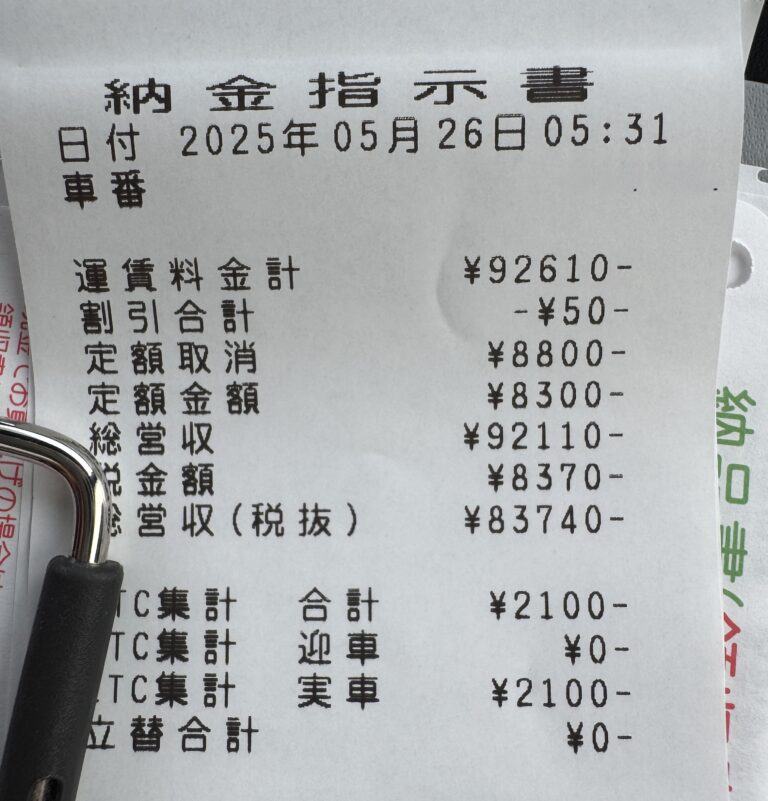 納金指示書
日付 2025年05月26日05:31
車番
運賃料金計 ¥92610-
割引合計 -¥50-
定額取消 ¥8800-
定額金額 ¥8300-
総営収 ¥92110-
税金額 ¥8370-
総営収(税抜) ¥83740-
TC集計 合計 ¥2100-
TC集計 迎車 ¥0-
TC集計 実車 ¥2100-
立替合計 ¥0-
納品書(